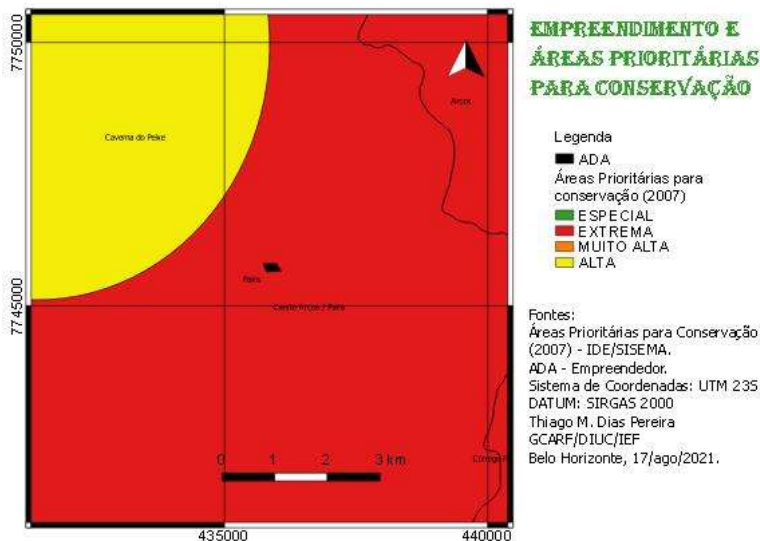 EMPREENDIMENTO E
ÁREAS PRIORITÁRIAS
PARA CONSERVAÇÃO
Legenda
ADA
Áreas Prioritárias para
conservação (2007)
ESPECIAL
EXTREMA
MUITO ALTA
ALTA
Fontes:
Áreas Prioritárias para Conservação
(2007) - IDE/SISEMA.
ADA - Empreendedor.
Sistema de Coordenadas: UTM 23S
DATUM: SIRGAS 2000
Thiago M. Dias Pereira
GCARF/DIUC/IEF
Belo Horizonte, 17/ago/2021.
7750000
7745000
Caverna do Peixe
Arcos
Pains
/ Pains
Córrego
0 1 2 3 km
435000
440000